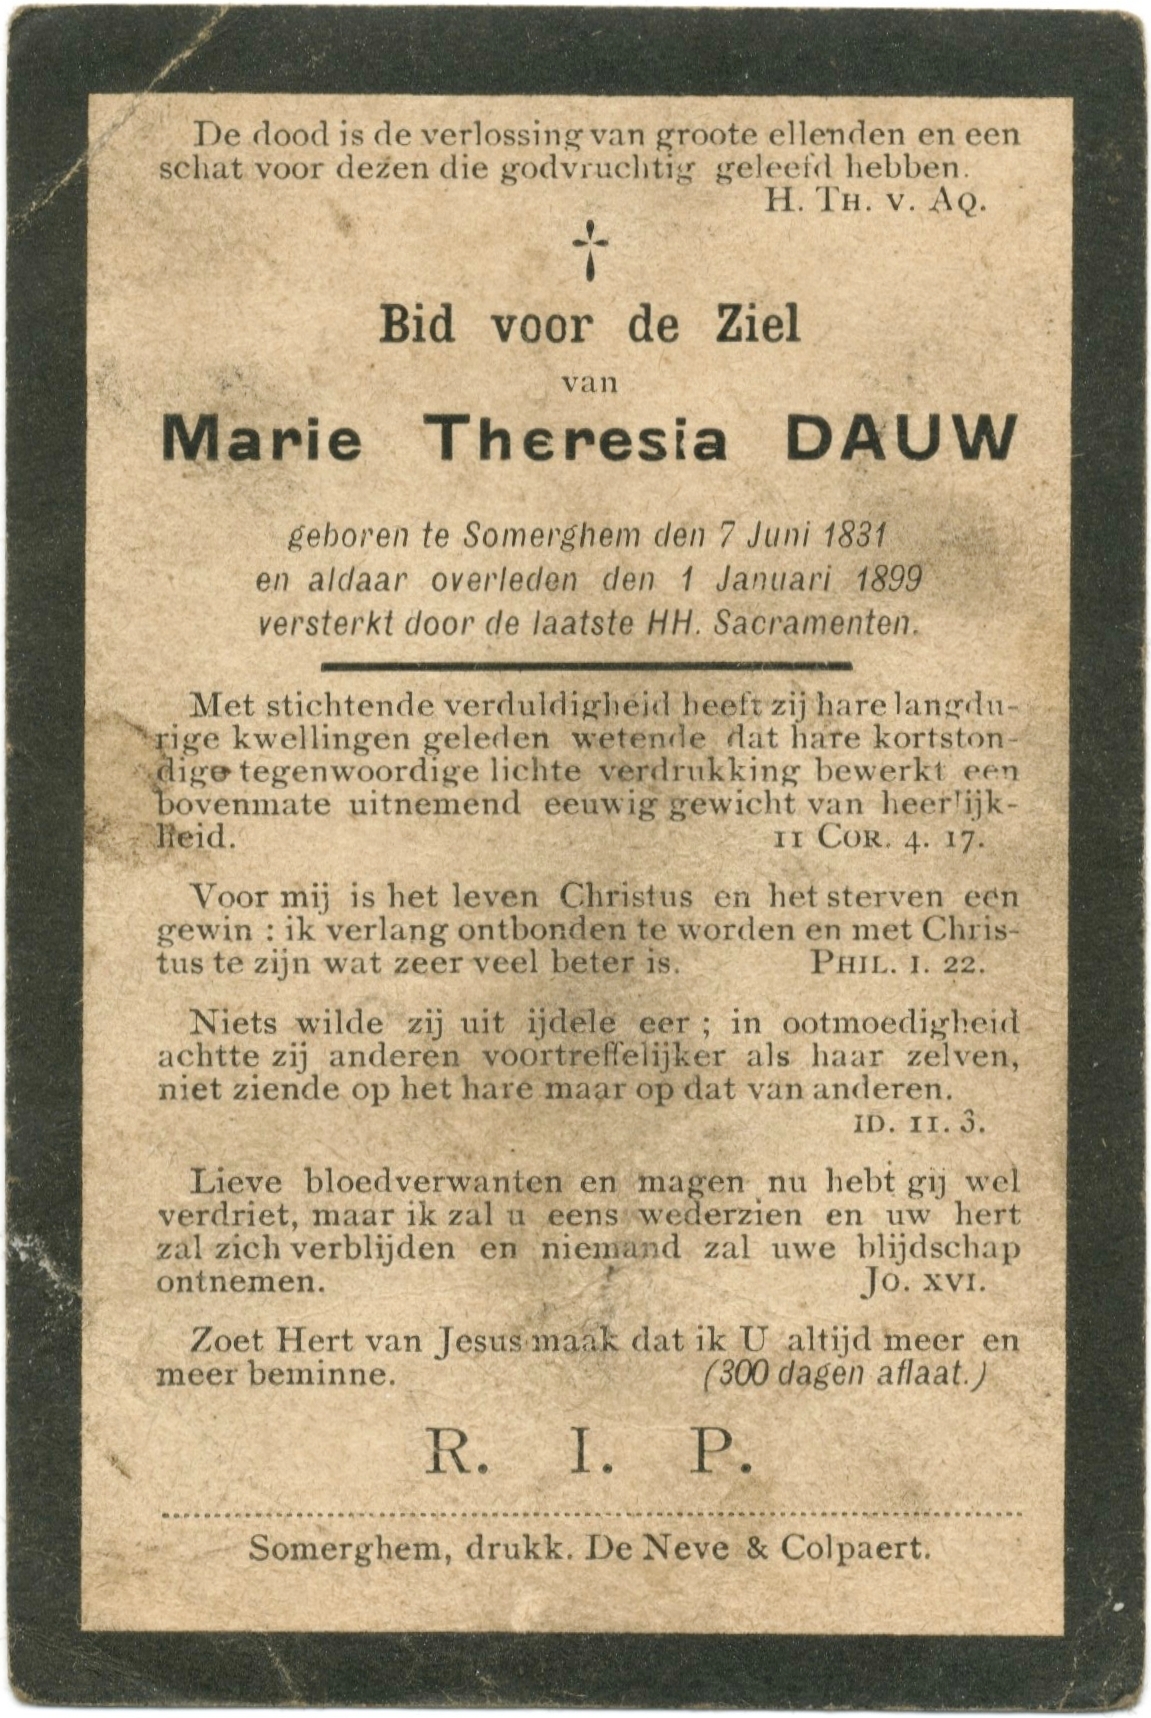 De dood is de verlossing van groote ellenden en een
schat voor dezen die godvruchtig geleefd hebben.
H. TH. V. AQ.
Bid voor de Ziel
van
Marie Theresia DAUW
geboren te Somerghem den 7 Juni 1831
en aldaar overleden den 1 Januari 1899
versterkt door de laatste HH. Sacramenten.
Met stichtende verduldigheid heeft zij hare langdu-
rige kwellingen geleden wetende dat hare kortston-
dige tegenwoordige lichte verdrukking bewerkt een
bovenmate uitnemend eeuwig gewicht van heerlijk-
heid. II COR. 4. 17.
Voor mij is het leven Christus en het sterven een
gewin : ik verlang ontbonden te worden en met Chris-
tus te zijn wat zeer veel beter is. PHIL. I. 22.
Niets wilde zij uit ijdele eer ; in ootmoedigheid
achtte zij anderen voortreffelijker als haar zelven,
niet ziende op het hare maar op dat van anderen.
ID. II. 3.
Lieve bloedverwanten en magen nu hebt gij wel
verdriet, maar ik zal u eens wederzien en uw hert
zal zich verblijden en niemand zal uwe blijdschap
ontnemen. JO. XVI.
Zoet Hert van Jesus maak dat ik U altijd meer en
meer beminne. (300 dagen aflaat.)
R. I. P.
Somerghem, drukk. De Neve & Colpaert.